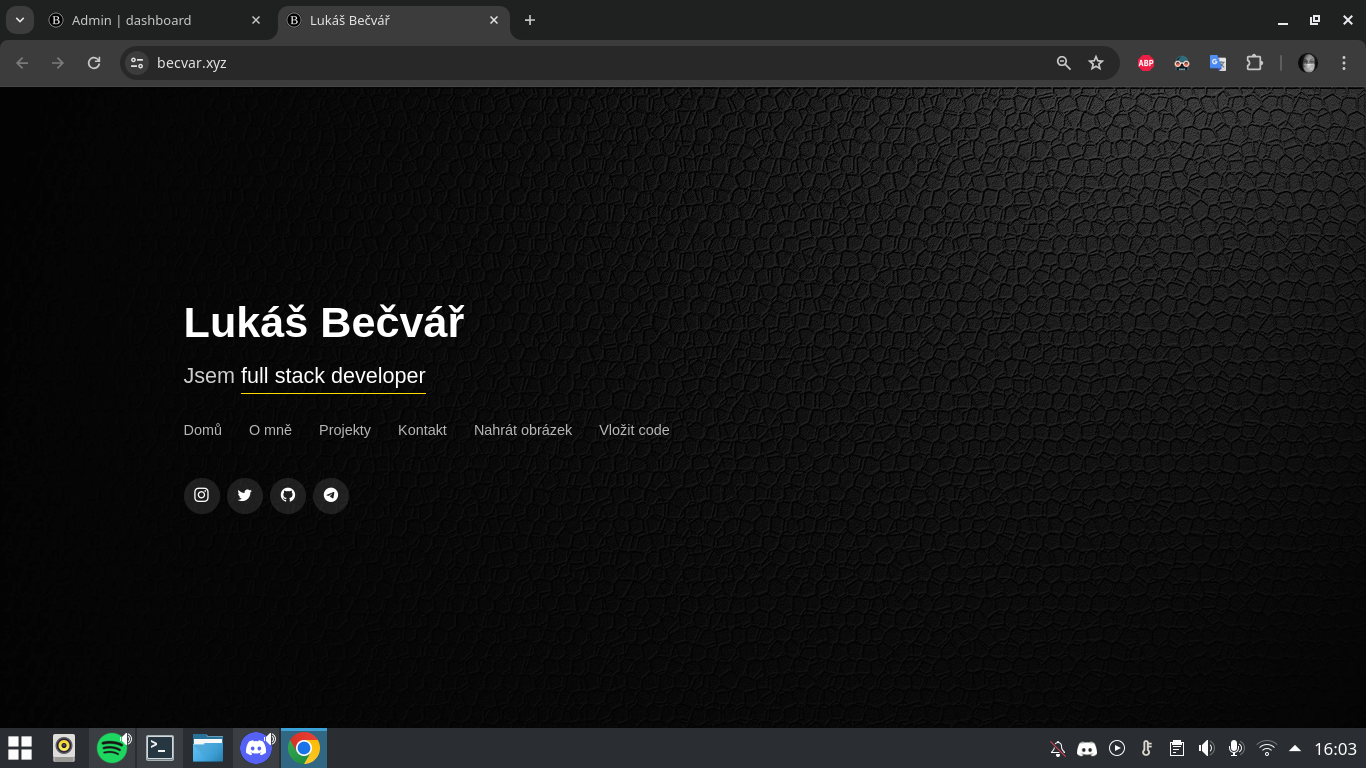 B Admin | dashboard
B Lukáš Bečvář
becvar.xyz
ABP
G
Lukáš Bečvář
Jsem full stack developer
Domů O mně Projekty Kontakt Nahrát obrázek Vložit code
16:03